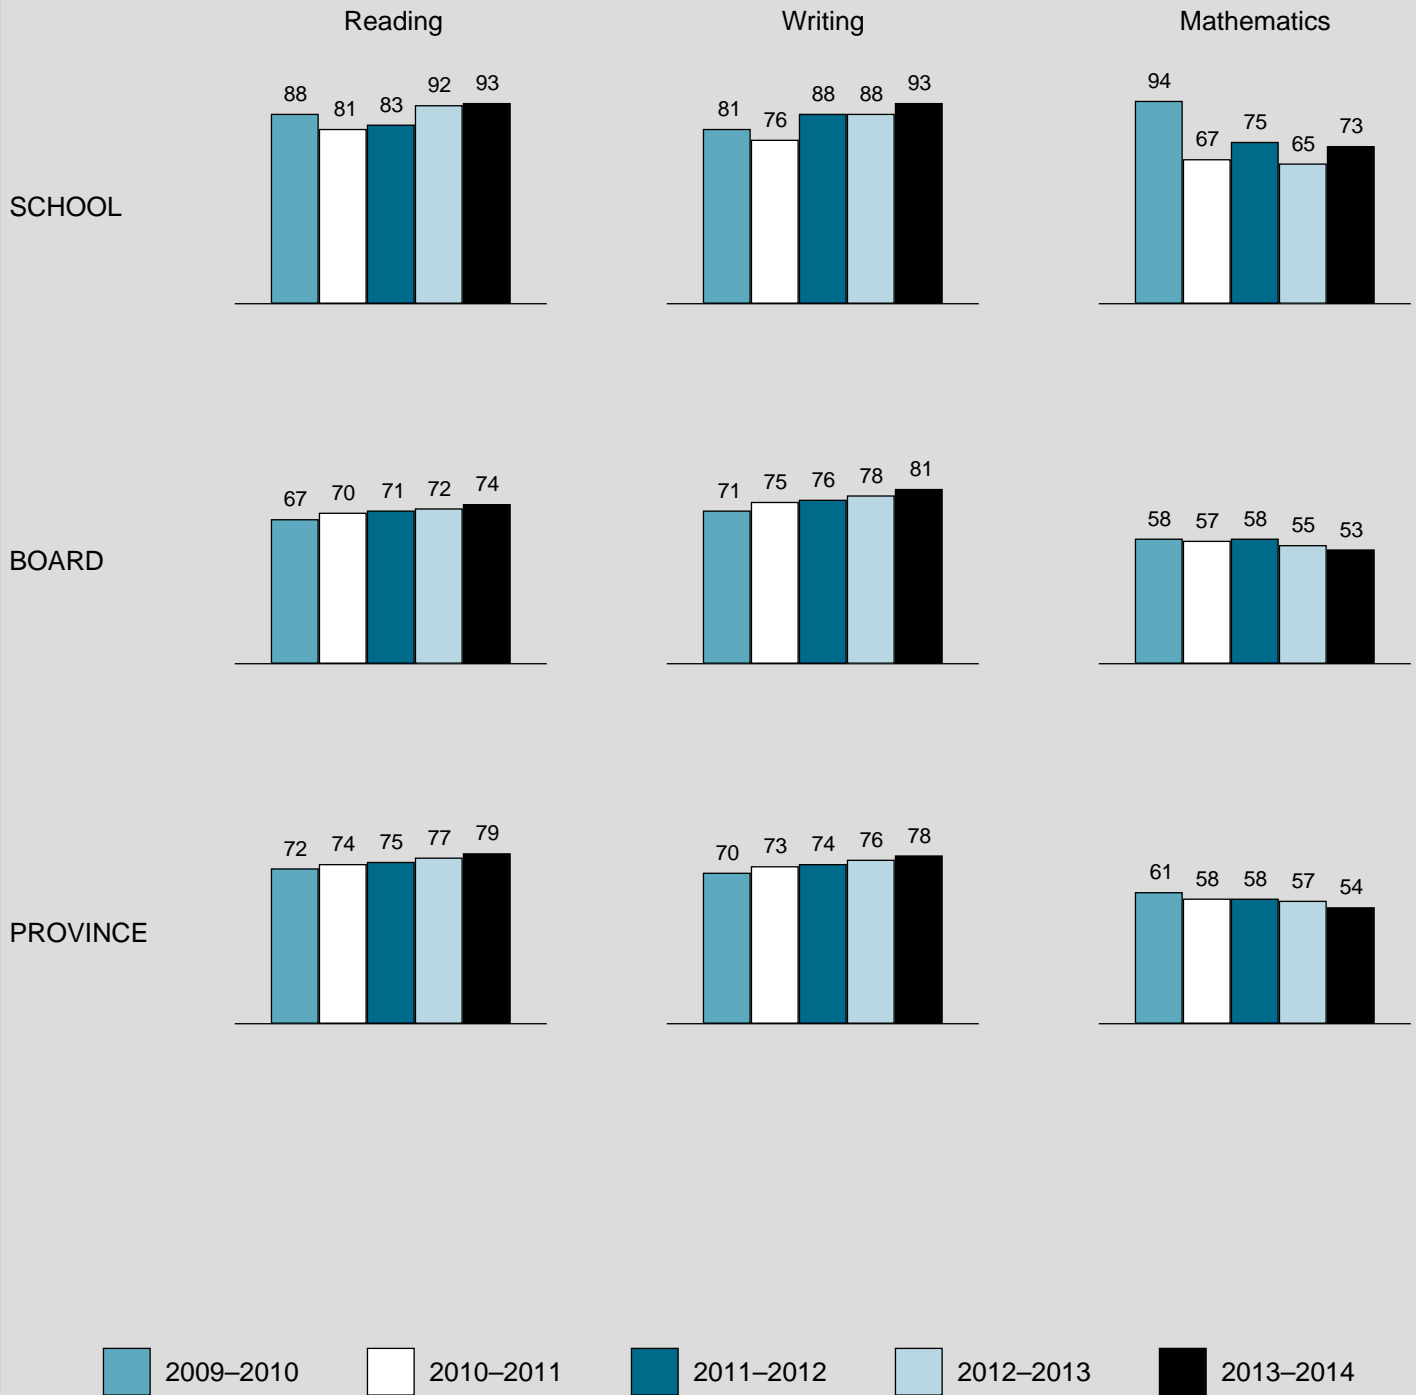 Reading Writing Mathematics
88 81 83 92 93 81 76 88 88 93 94 67 75 65 73
SCHOOL
67 70 71 72 74 71 75 76 78 81 58 57 58 55 53
BOARD
72 74 75 77 79 70 73 74 76 78 61 58 58 57 54
PROVINCE
2009–2010 2010–2011 2011–2012 2012–2013 2013–2014